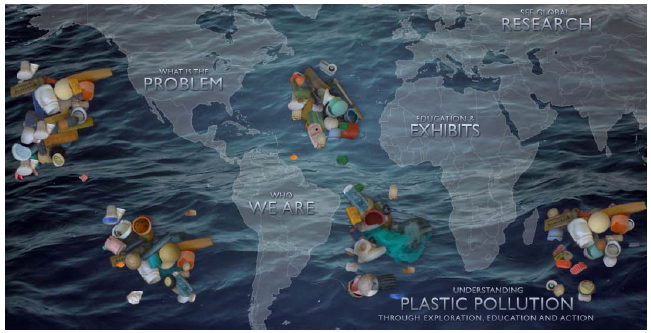 SEE GLOBAL
RESEARCH
WHAT IS THE
PROBLEM
EDUCATION &
EXHIBITS
WHO
WE ARE
UNDERSTANDING
PLASTIC POLLUTION
THROUGH EXPLORATION, EDUCATION AND ACTION